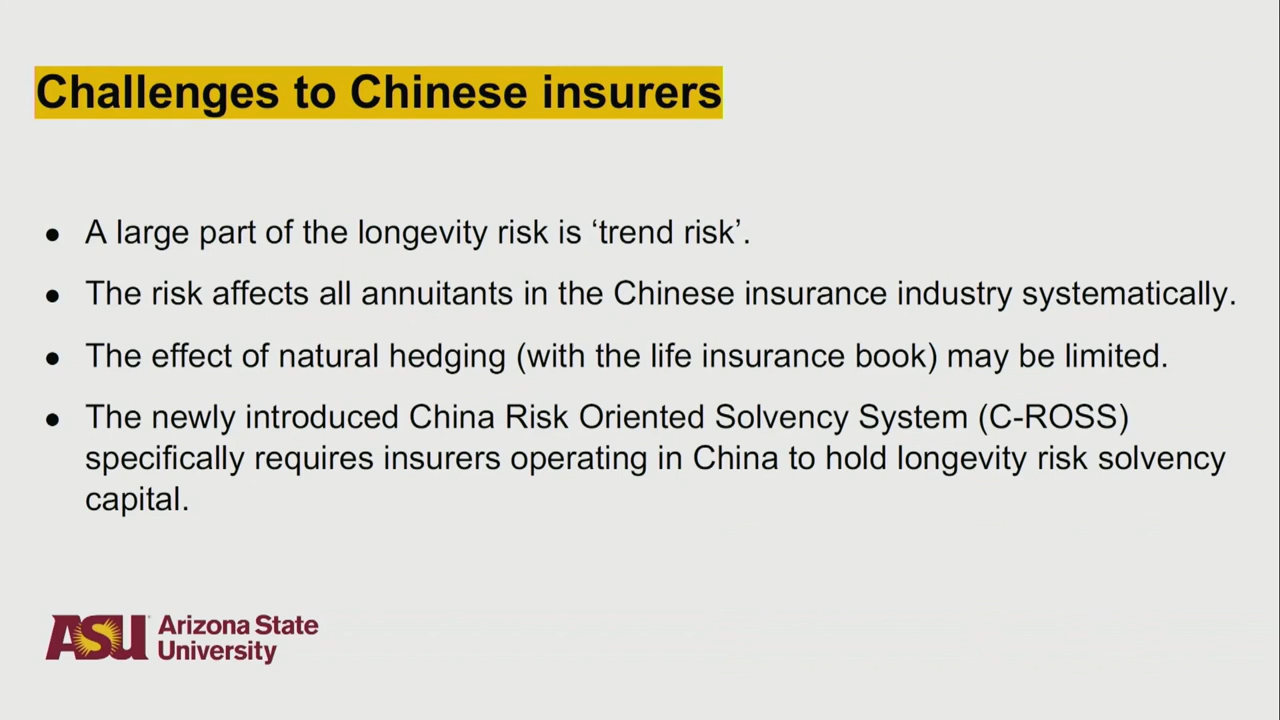 Challenges to Chinese insurers
● A large part of the longevity risk is ‘trend risk’.
● The risk affects all annuitants in the Chinese insurance industry systematically.
● The effect of natural hedging (with the life insurance book) may be limited.
● The newly introduced China Risk Oriented Solvency System (C-ROSS)
specifically requires insurers operating in China to hold longevity risk solvency
capital.
ASU Arizona State
University